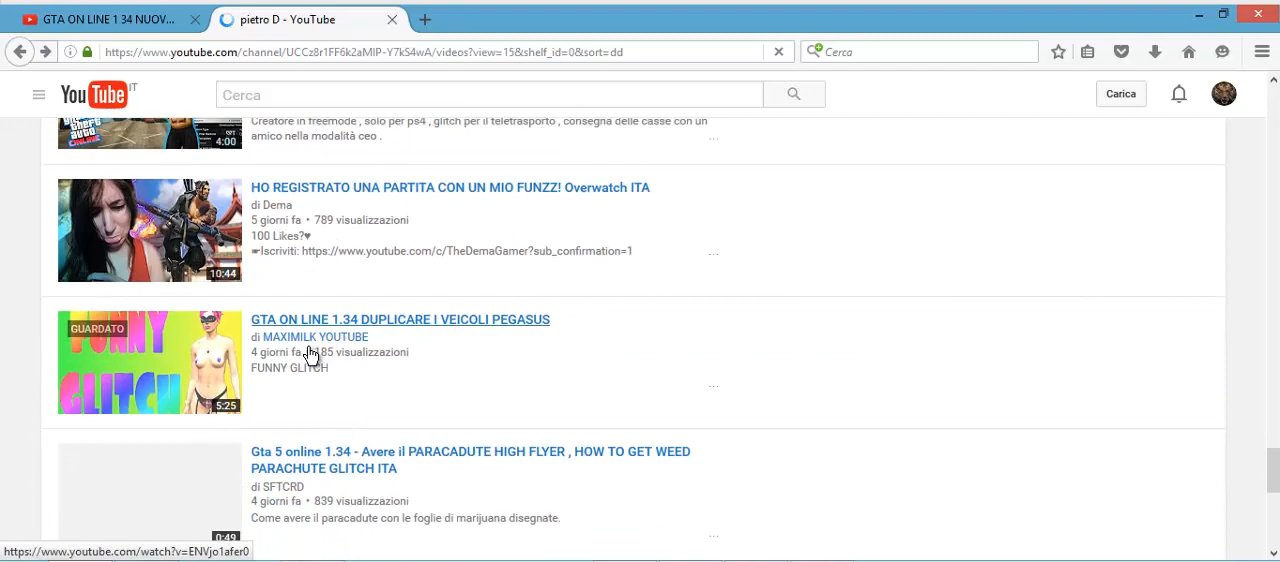 GTA ON LINE 1 34 NUOV...
pietro D - YouTube
https://www.youtube.com/channel/UCCz8r1FF6k2aMlP-Y7kS4wA/videos?view=15&shelf_id=0&sort=dd
Cerca
YouTube IT
Cerca
Carica
Creatore in freemode , solo per ps4 , glitch per il teletrasporto , consegna delle casse con un
amico nella modalità ceo .
...
4:00
HO REGISTRATO UNA PARTITA CON UN MIO FUNZZ! Overwatch ITA
di Dema
5 giorni fa • 789 visualizzazioni
100 Likes?♥
☛Iscriviti: https://www.youtube.com/c/TheDemaGamer?sub_confirmation=1
...
10:44
GTA ON LINE 1.34 DUPLICARE I VEICOLI PEGASUS
GUARDATO
di MAXIMILK YOUTUBE
4 giorni fa 185 visualizzazioni
FUNNY GLITCH
...
FUNNY
GLITCH
5:25
Gta 5 online 1.34 - Avere il PARACADUTE HIGH FLYER , HOW TO GET WEED
PARACHUTE GLITCH ITA
di SFTCRD
4 giorni fa • 839 visualizzazioni
Come avere il paracadute con le foglie di marijuana disegnate.
...
0:49
https://www.youtube.com/watch?v=ENVjo1afer0